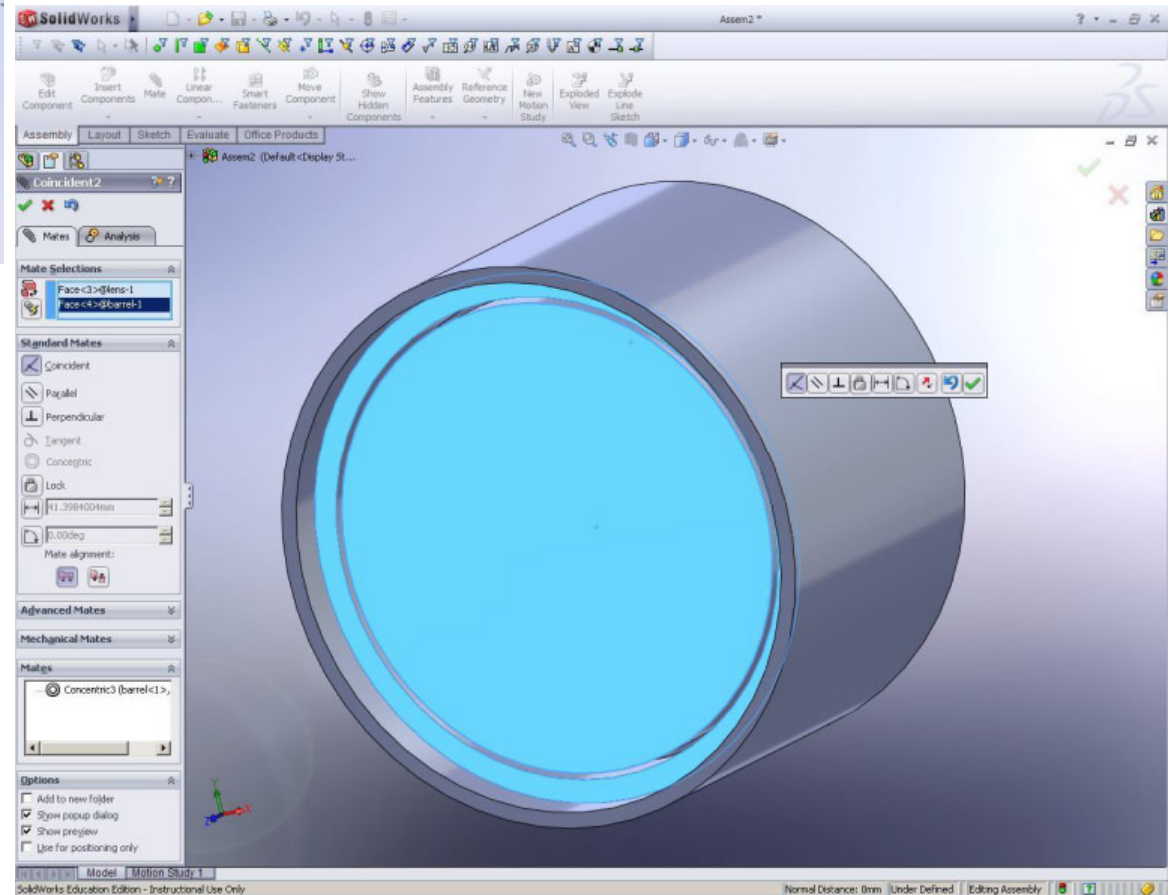 SolidWorks
Assem2 *
Edit Component
Insert Components
Mate
Linear Compon...
Smart Fasteners
Move Component
Show Hidden Components
Assembly Features
Reference Geometry
New Motion Study
Exploded View
Explode Line Sketch
Assembly Layout Sketch Evaluate Office Products
Assem2 (Default<Display St...
Coincident2
Mates Analysis
Mate Selections
Face<3>@lens-1
Face<4>@barrel-1
Standard Mates
Coincident
Parallel
Perpendicular
Tangent
Concentric
Lock
41.3984004mm
0.00deg
Mate alignment:
Advanced Mates
Mechanical Mates
Mates
Concentric3 (barrel<1>,
Options
Add to new folder
Show popup dialog
Show preview
Use for positioning only
Model Motion Study 1
SolidWorks Education Edition - Instructional Use Only
Normal Distance: 0mm Under Defined Editing Assembly